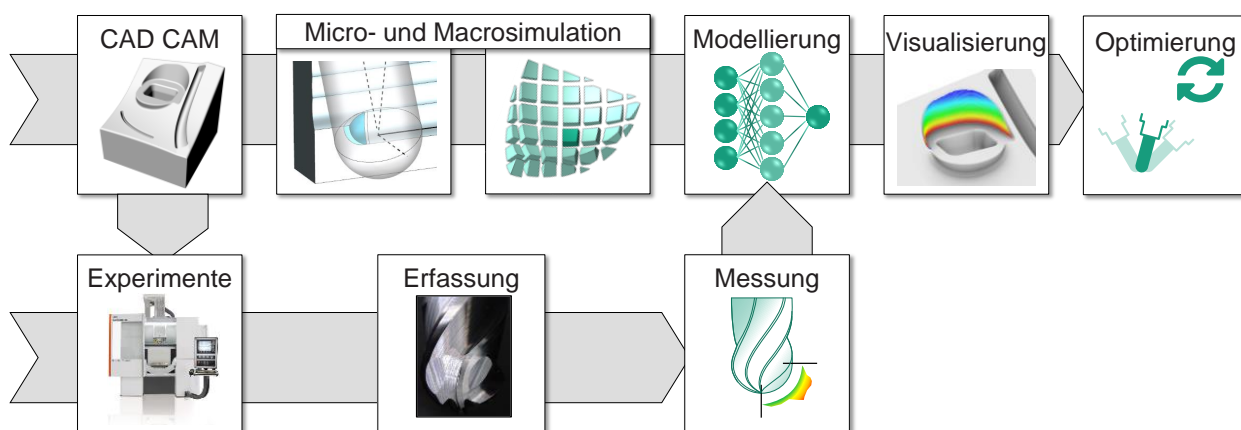 CAD CAM
Micro- und Macrosimulation
Modellierung
Visualisierung
Optimierung
Experimente
Erfassung
Messung